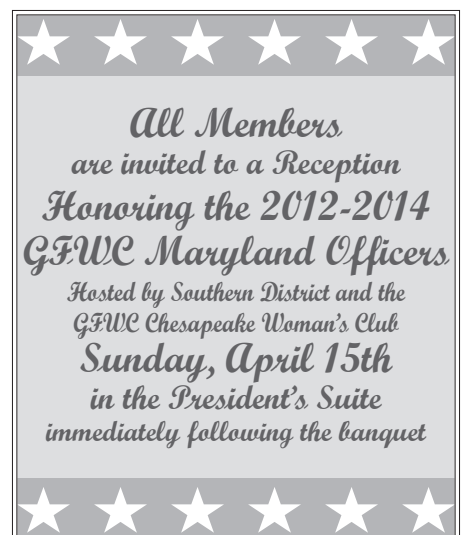 All Members
are invited to a Reception
Honoring the 2012-2014
GFWC Maryland Officers
Hosted by Southern District and the
GFWC Chesapeake Woman's Club
Sunday, April 15th
in the President's Suite
immediately following the banquet